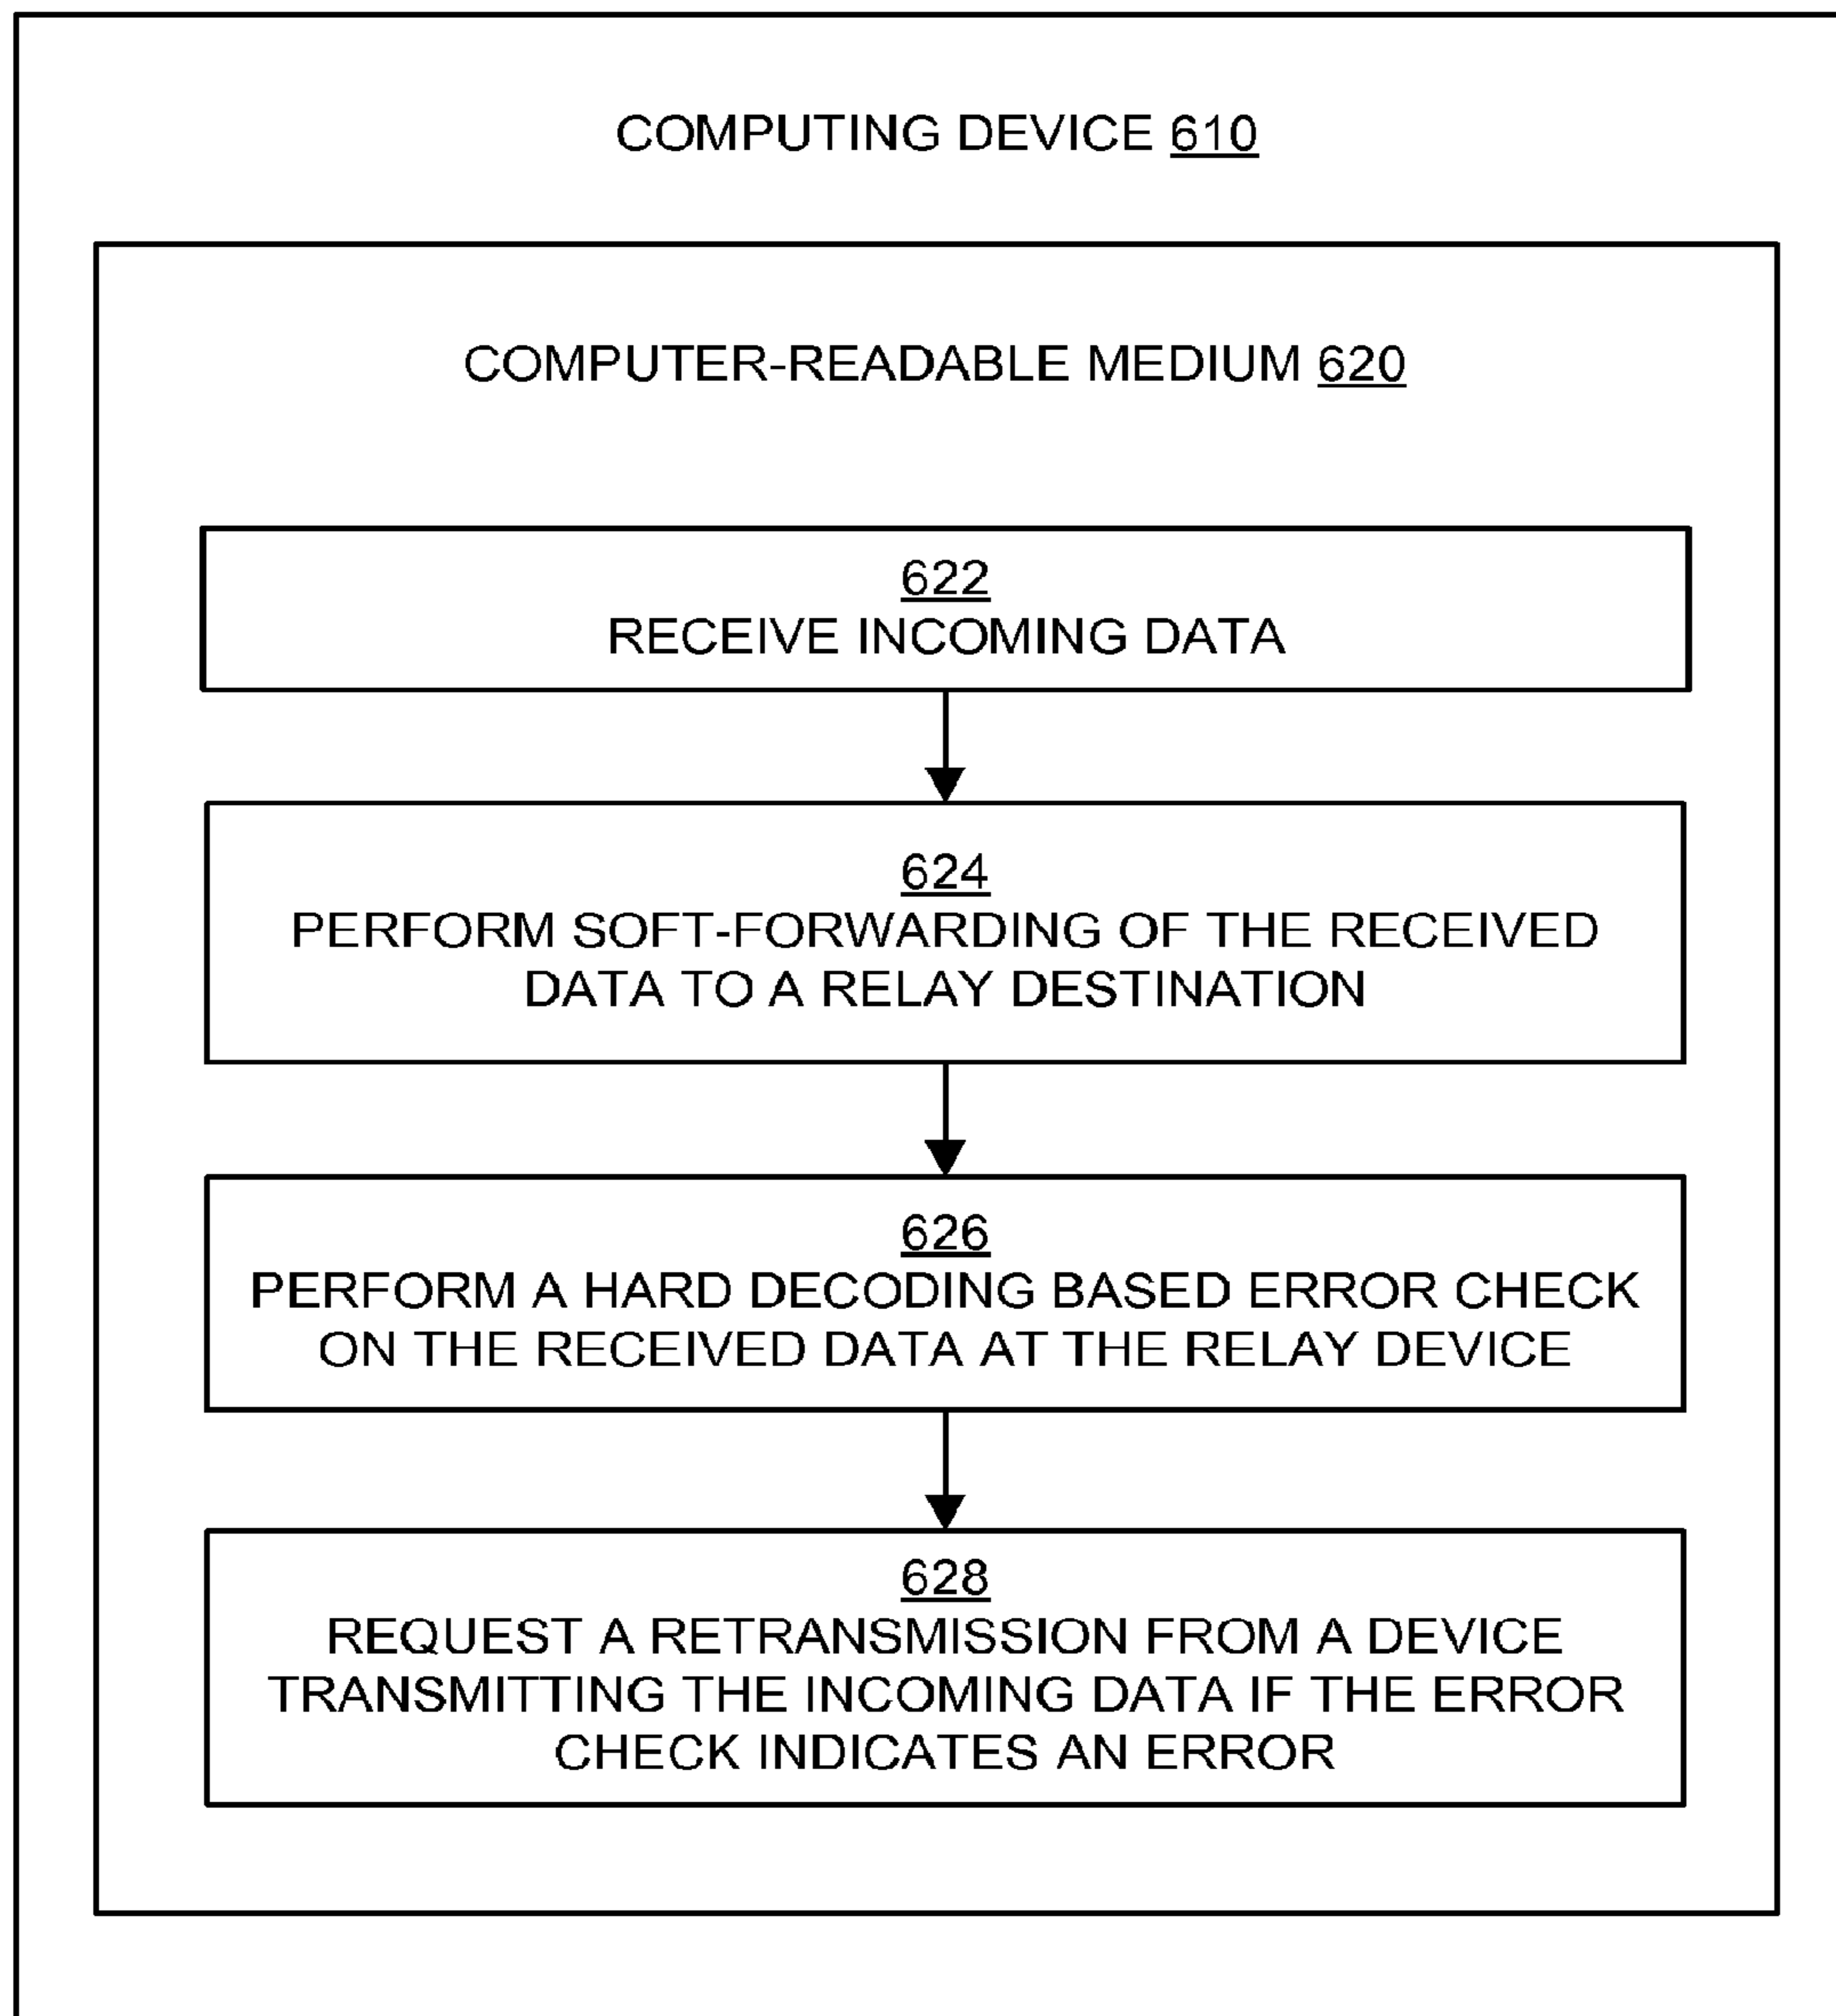 COMPUTING DEVICE 610
COMPUTER-READABLE MEDIUM 620
622
RECEIVE INCOMING DATA
624
PERFORM SOFT-FORWARDING OF THE RECEIVED
DATA TO A RELAY DESTINATION
626
PERFORM A HARD DECODING BASED ERROR CHECK
ON THE RECEIVED DATA AT THE RELAY DEVICE
628
REQUEST A RETRANSMISSION FROM A DEVICE
TRANSMITTING THE INCOMING DATA IF THE ERROR
CHECK INDICATES AN ERROR